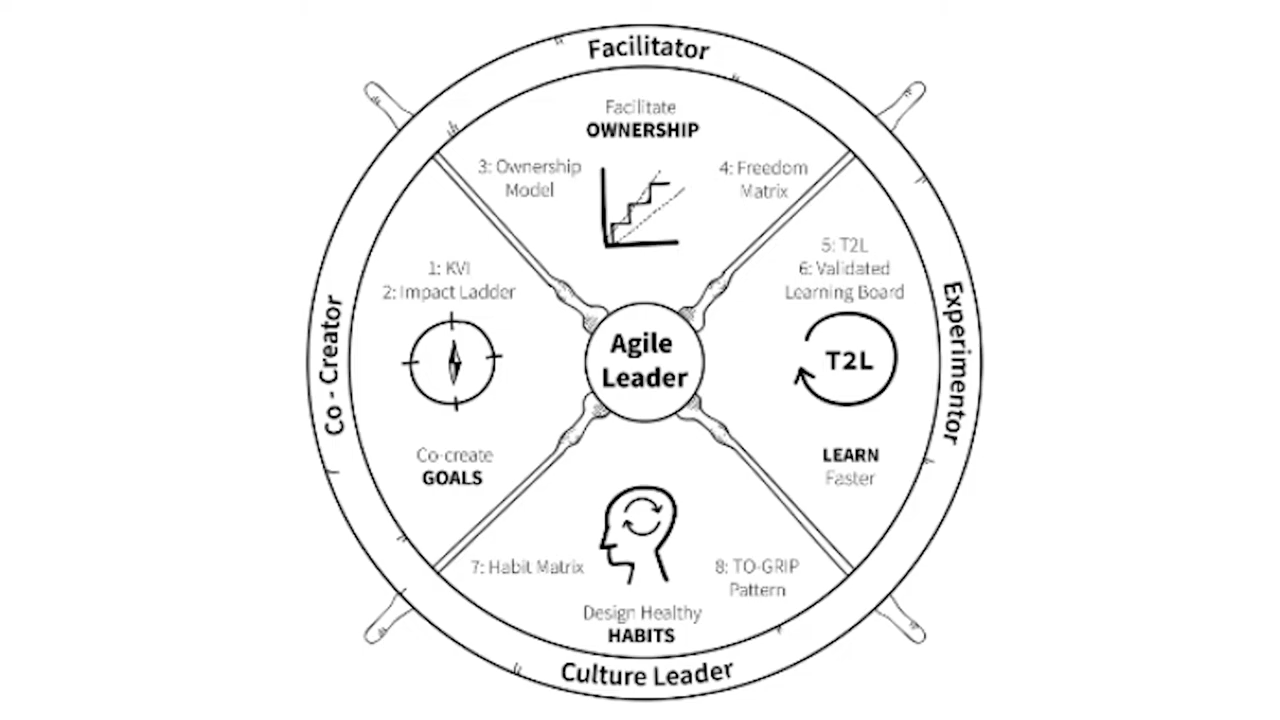 Facilitator
Facilitate
OWNERSHIP
3: Ownership
Model
4: Freedom
Matrix
Co - Creator
1: KVI
2: Impact Ladder
Co-create
GOALS
Agile
Leader
5: T2L
6: Validated
Learning Board
T2L
LEARN
Faster
Experimentor
7: Habit Matrix
8: TO-GRIP
Pattern
Design Healthy
HABITS
Culture Leader